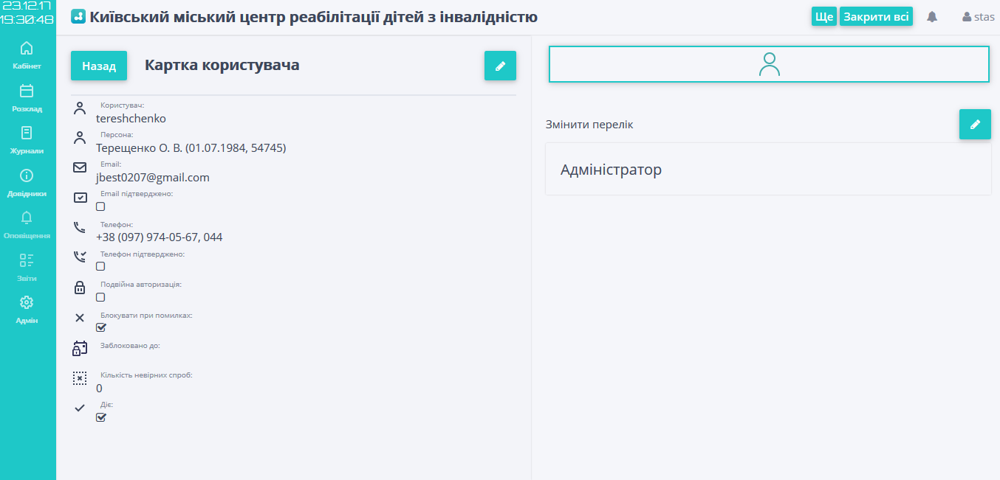 23.12.17
19:30:48
Київський міський центр реабілітації дітей з інвалідністю
Ще
Закрити всі
stas
Кабінет
Розклад
Журнали
Довідники
Оповіщення
Звіти
Адмін
Назад
Картка користувача
Користувач:
tereshchenko
Персона:
Терещенко О. В. (01.07.1984, 54745)
Email:
jbest0207@gmail.com
Email підтверджено:
Телефон:
+38 (097) 974-05-67, 044
Телефон підтверджено:
Подвійна авторизація:
Блокувати при помилках:
Заблоковано до:
Кількість невірних спроб:
0
Діє:
Змінити перелік
Адміністратор